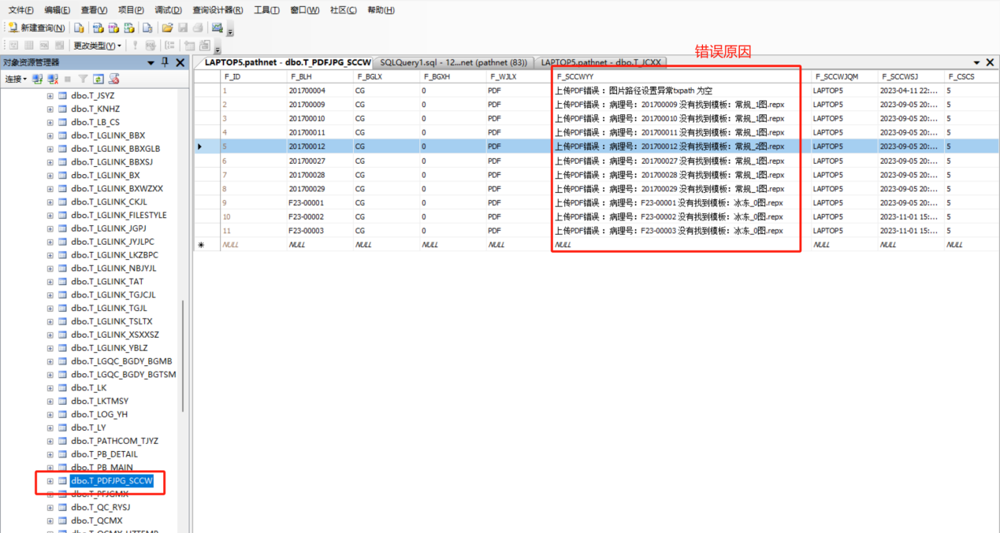 文件(F) 编辑(E) 查看(V) 项目(P) 调试(D) 查询设计器(R) 工具(T) 窗口(W) 社区(C) 帮助(H)
新建查询(N)
更改类型(Y)
错误原因
对象资源管理器
连接
dbo.T_JSYZ
dbo.T_KNHZ
dbo.T_LB_CS
dbo.T_LGLINK_BBX
dbo.T_LGLINK_BBXGLB
dbo.T_LGLINK_BBXSJ
dbo.T_LGLINK_BX
dbo.T_LGLINK_BXWZXX
dbo.T_LGLINK_CKJL
dbo.T_LGLINK_FILESTYLE
dbo.T_LGLINK_JGPJ
dbo.T_LGLINK_JYJLPC
dbo.T_LGLINK_LKZBPC
dbo.T_LGLINK_NBJYJL
dbo.T_LGLINK_TAT
dbo.T_LGLINK_TGJCJL
dbo.T_LGLINK_TGJL
dbo.T_LGLINK_TSLTX
dbo.T_LGLINK_XSXXSZ
dbo.T_LGLINK_YBLZ
dbo.T_LGQC_BGDY_BGMB
dbo.T_LGQC_BGDY_BGTSM
dbo.T_LK
dbo.T_LKTMSY
dbo.T_LOG_YH
dbo.T_LY
dbo.T_PATHCOM_TJYZ
dbo.T_PB_DETAIL
dbo.T_PB_MAIN
dbo.T_PDFJPG_SCCW
dbo.T_PFJGMX
dbo.T_QC_RYSJ
dbo.T_QCMX
LAPTOP5.pathnet - dbo.T_PDFJPG_SCCW SQLQuery1.sql - 12...net (pathnet (83)) LAPTOP5.pathnet - dbo.T_JCXX
F_ID F_BLH F_BGLX F_BGXH F_WJLX F_SCCWYY F_SCCWJQM F_SCCWSJ F_CSCS
1 201700004 CG 0 PDF 上传PDF错误 : 图片路径设置异常txpath 为空 LAPTOP5 2023-04-11 22:... 5
2 201700009 CG 0 PDF 上传PDF错误 : 病理号: 201700009 没有找到模板: 常规_1图.repx LAPTOP5 2023-09-05 20:... 5
3 201700010 CG 0 PDF 上传PDF错误 : 病理号: 201700010 没有找到模板: 常规_1图.repx LAPTOP5 2023-09-05 20:... 5
4 201700011 CG 0 PDF 上传PDF错误 : 病理号: 201700011 没有找到模板: 常规_1图.repx LAPTOP5 2023-09-05 20:... 5
5 201700012 CG 0 PDF 上传PDF错误 : 病理号: 201700012 没有找到模板: 常规_2图.repx LAPTOP5 2023-09-05 20:... 5
6 201700027 CG 0 PDF 上传PDF错误 : 病理号: 201700027 没有找到模板: 常规_1图.repx LAPTOP5 2023-09-05 20:... 5
7 201700028 CG 0 PDF 上传PDF错误 : 病理号: 201700028 没有找到模板: 常规_1图.repx LAPTOP5 2023-09-05 20:... 5
8 201700029 CG 0 PDF 上传PDF错误 : 病理号: 201700029 没有找到模板: 常规_1图.repx LAPTOP5 2023-09-05 20:... 5
9 F23-00001 CG 0 PDF 上传PDF错误 : 病理号: F23-00001 没有找到模板: 冰冻_0图.repx LAPTOP5 2023-09-05 20:... 5
10 F23-00002 CG 0 PDF 上传PDF错误 : 病理号: F23-00002 没有找到模板: 冰冻_0图.repx LAPTOP5 2023-11-01 15:... 5
11 F23-00003 CG 0 PDF 上传PDF错误 : 病理号: F23-00003 没有找到模板: 冰冻_0图.repx LAPTOP5 2023-11-01 15:... 5
NULL NULL NULL NULL NULL NULL NULL NULL NULL